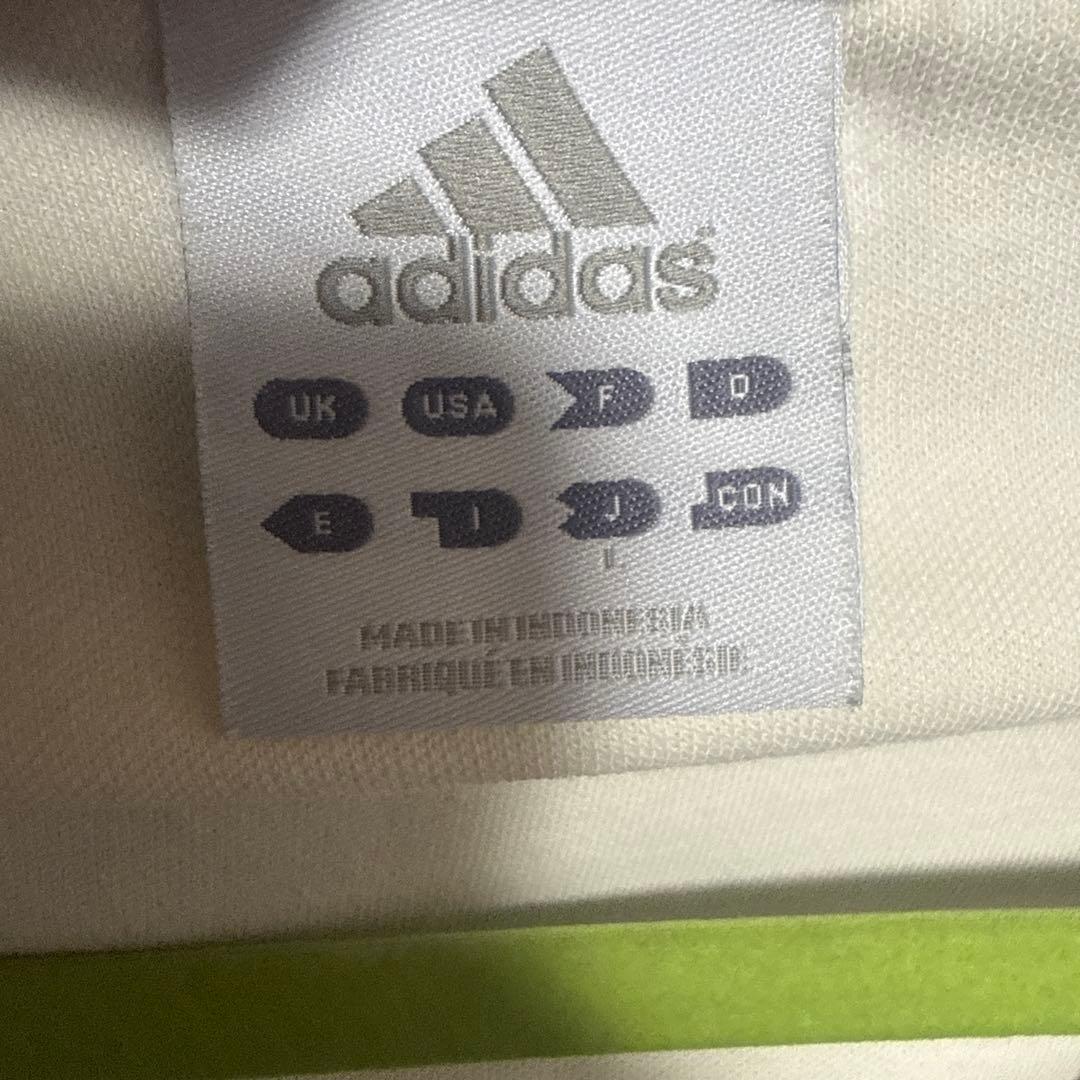 adidas
UK USA F D
E I J CON
MADE IN INDONESIA
FABRIQUÉ EN INDONÉSIE